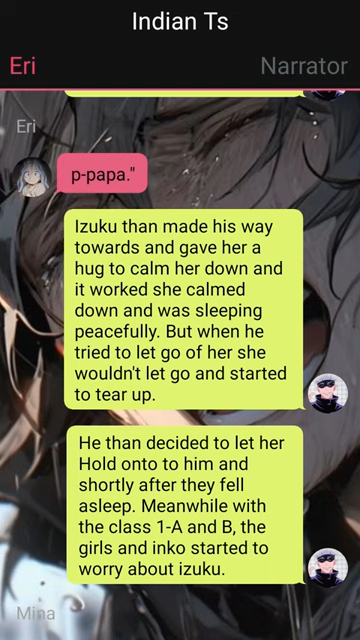 Indian Ts
Eri
Narrator
Eri
p-papa."
Izuku than made his way
towards and gave her a
hug to calm her down and
it worked she calmed
down and was sleeping
peacefully. But when he
tried to let go of her she
wouldn't let go and started
to tear up.
He than decided to let her
Hold onto to him and
shortly after they fell
asleep. Meanwhile with
the class 1-A and B, the
girls and inko started to
worry about izuku.
Mina